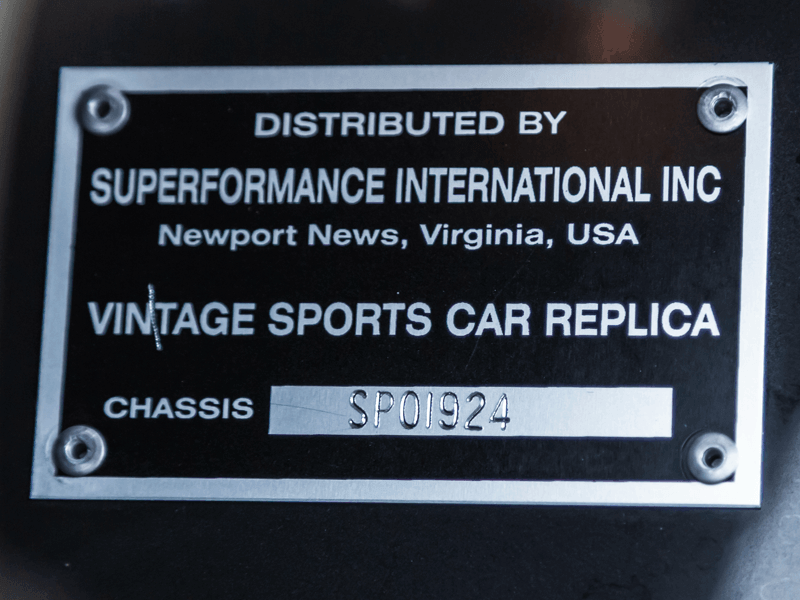 DISTRIBUTED BY
SUPERFORMANCE INTERNATIONAL INC
Newport News, Virginia, USA
VINTAGE SPORTS CAR REPLICA
CHASSIS SP01924